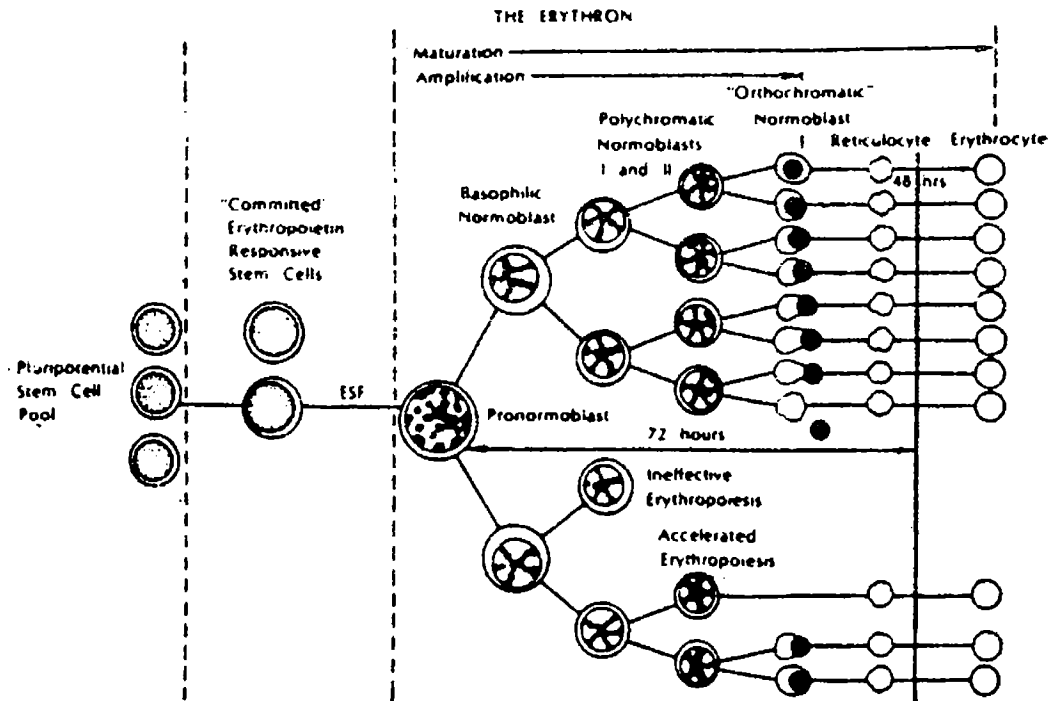 THE ERYTHRON
Maturation
Amplification
"Orthochromatic"
Normoblast
Polychromatic
Normoblasts
I and II
Reticulocyte
Erythrocyte
48 hrs
Basophilic
Normoblast
"Committed"
Erythropoietin
Responsive
Stem Cells
Pluripotential
Stem Cell
Pool
ESF
Pronormoblast
72 hours
Ineffective
Erythropoiesis
Accelerated
Erythropoiesis